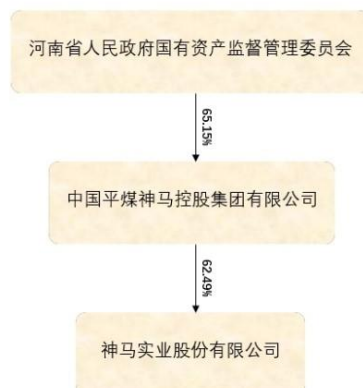 河南省人民政府国有资产监督管理委员会
65.15%
中国平煤神马控股集团有限公司
62.49%
神马实业股份有限公司